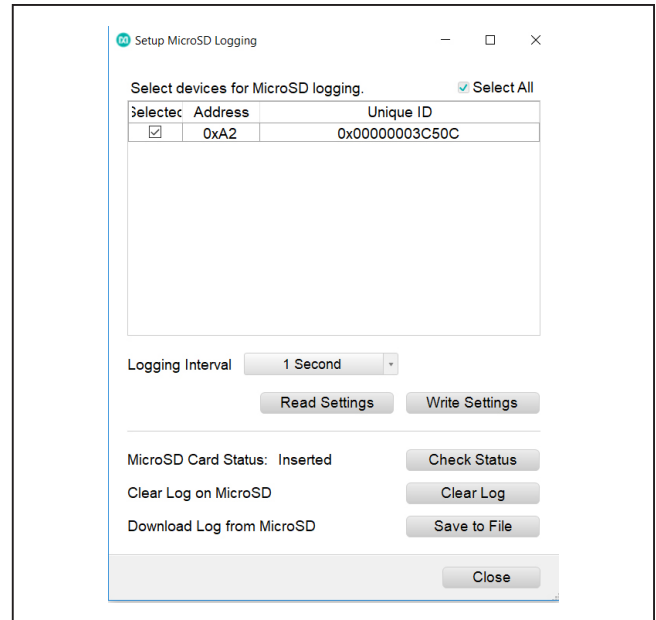 Setup MicroSD Logging
Select devices for MicroSD logging. Select All
Selected Address Unique ID
0xA2 0x00000003C50C
Logging Interval 1 Second
Read Settings Write Settings
MicroSD Card Status: Inserted Check Status
Clear Log on MicroSD Clear Log
Download Log from MicroSD Save to File
Close